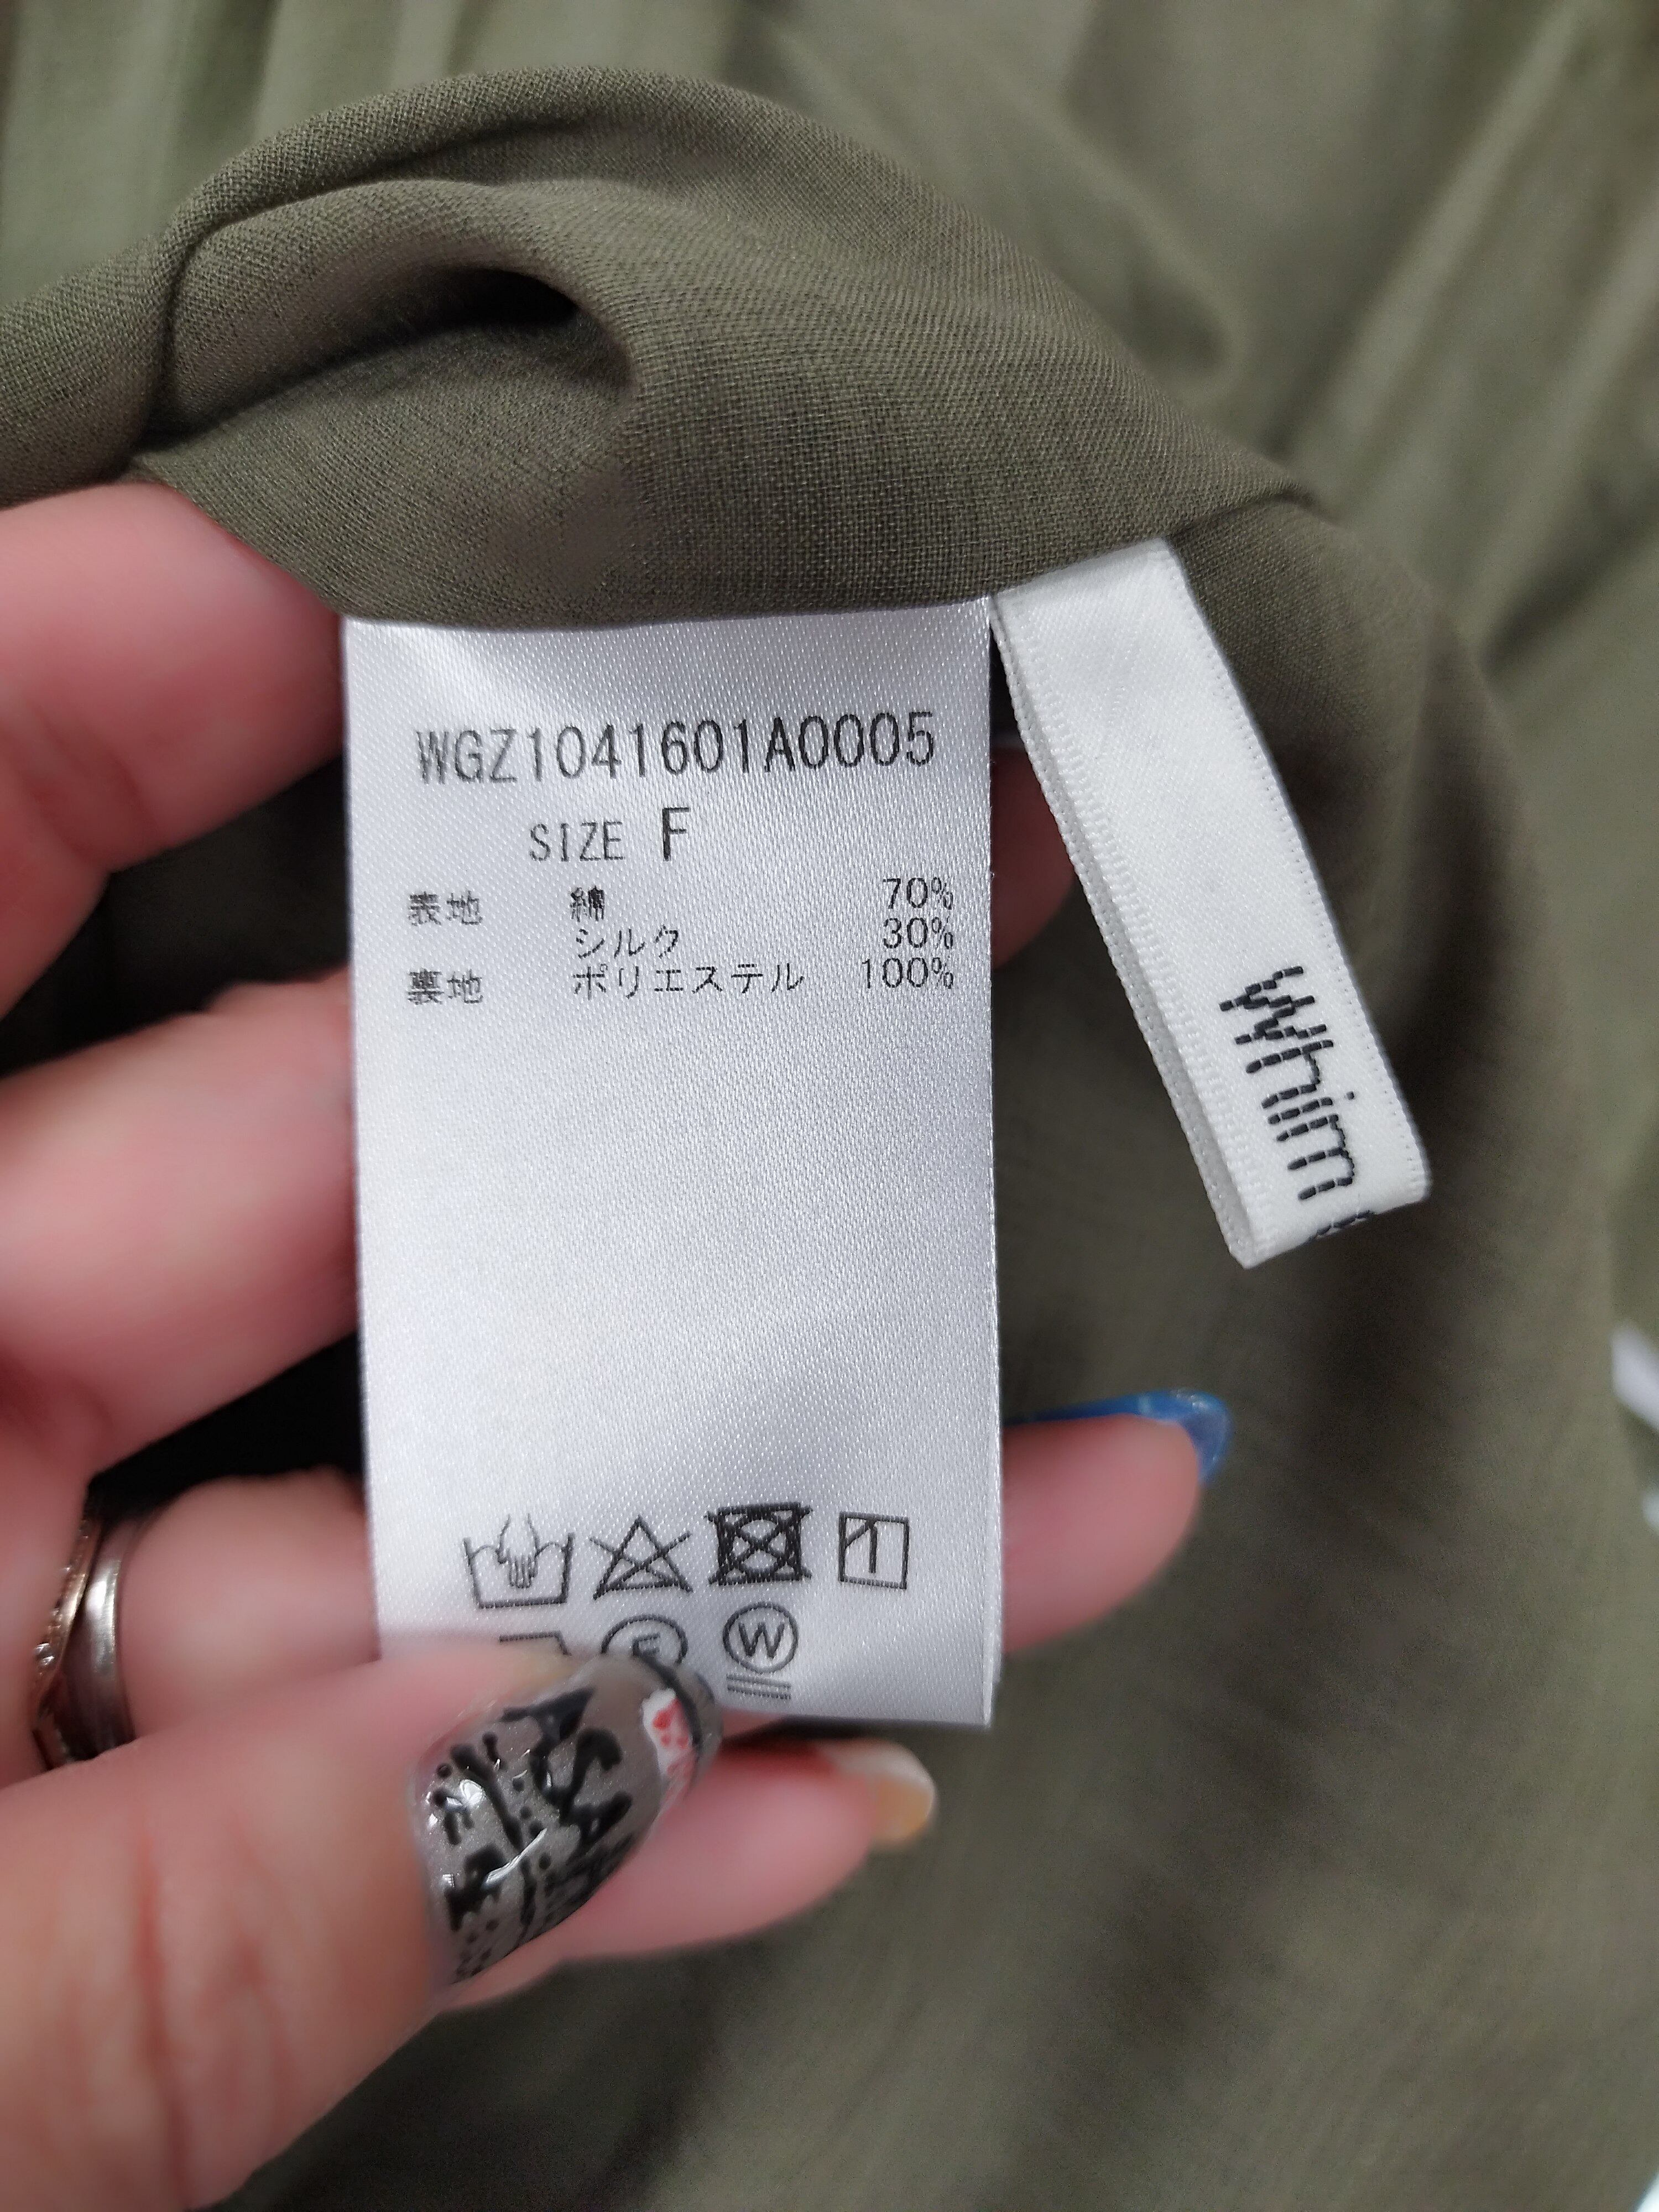 WGZ1041601A0005
SIZE F
表地 綿 70%
シルク 30%
裏地 ポリエステル 100%
W
Whim